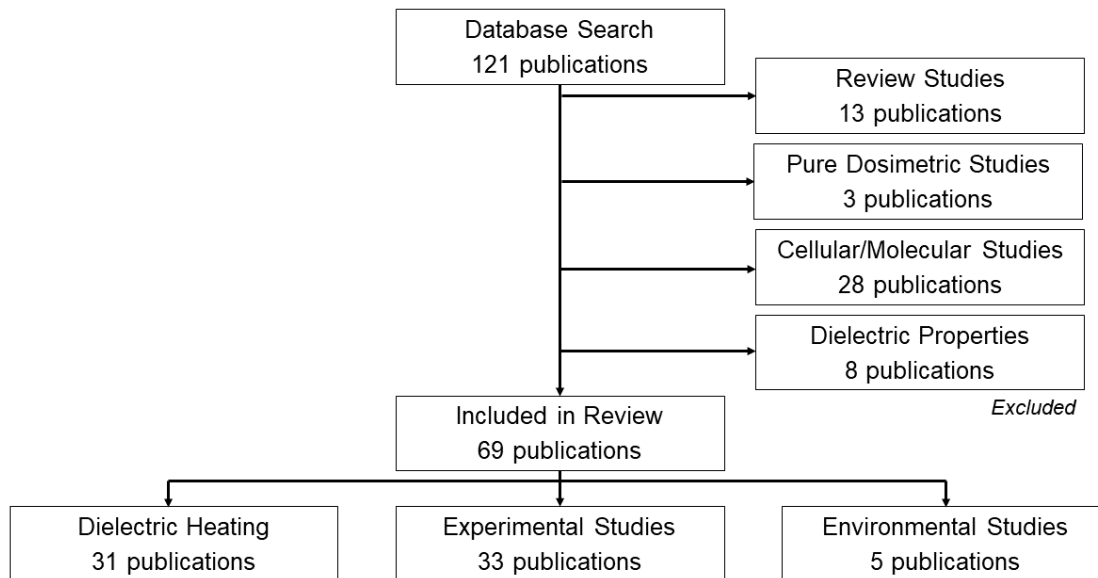 Database Search
121 publications
Review Studies
13 publications
Pure Dosimetric Studies
3 publications
Cellular/Molecular Studies
28 publications
Dielectric Properties
8 publications
Excluded
Included in Review
69 publications
Dielectric Heating
31 publications
Experimental Studies
33 publications
Environmental Studies
5 publications